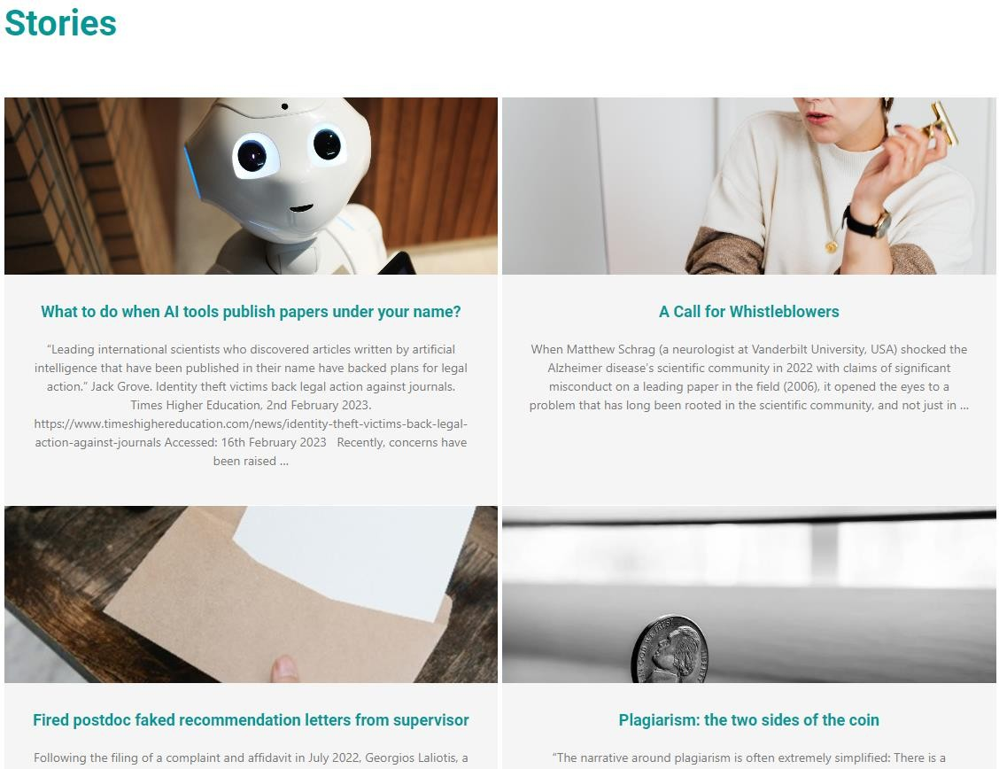 Stories
What to do when AI tools publish papers under your name?
“Leading international scientists who discovered articles written by artificial
intelligence that have been published in their name have backed plans for legal
action.” Jack Grove. Identity theft victims back legal action against journals.
Times Higher Education, 2nd February 2023.
https://www.timeshighereducation.com/news/identity-theft-victims-back-legal-
action-against-journals Accessed: 16th February 2023   Recently, concerns have
been raised ...
A Call for Whistleblowers
When Matthew Schrag (a neurologist at Vanderbilt University, USA) shocked the
Alzheimer disease’s scientific community in 2022 with claims of significant
misconduct on a leading paper in the field (2006), it opened the eyes to a
problem that has long been rooted in the scientific community, and not just in ...
Fired postdoc faked recommendation letters from supervisor
Following the filing of a complaint and affidavit in July 2022, Georgios Laliotis, a
IN GOD WE TRUST
LIBERTY
Plagiarism: the two sides of the coin
“The narrative around plagiarism is often extremely simplified: There is a